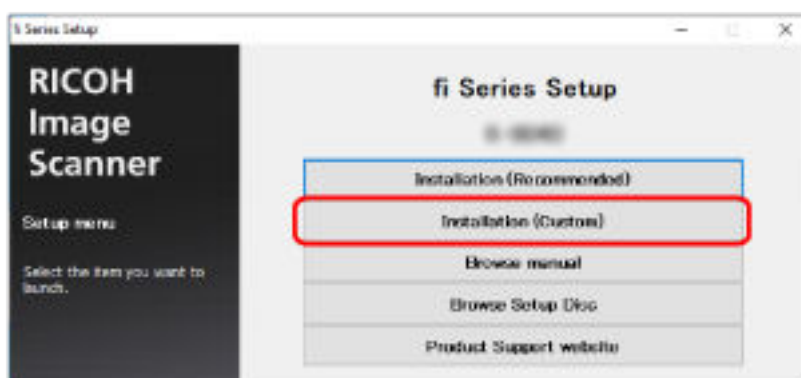 fi Series Setup
RICOH
Image
Scanner
Setup menu
Select the item you want to
launch.
fi Series Setup
Installation (Recommended)
Installation (Custom)
Browse manual
Browse Setup Disc
Product Support website